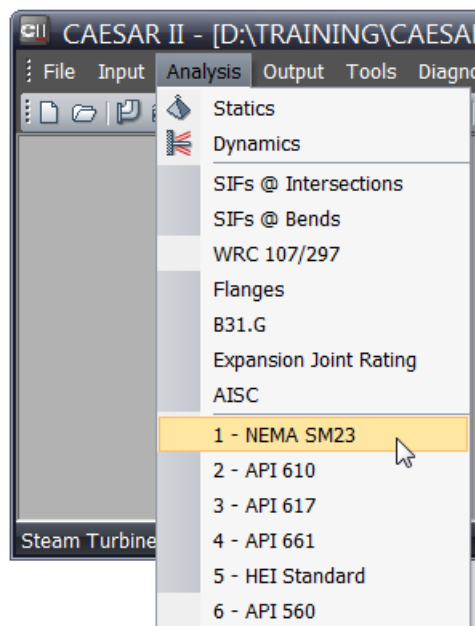 CII CAESAR II - [D:\TRAINING\CAESA
File Input Analysis Output Tools Diagno
Statics
Dynamics
SIFs @ Intersections
SIFs @ Bends
WRC 107/297
Flanges
B31.G
Expansion Joint Rating
AISC
1 - NEMA SM23
2 - API 610
3 - API 617
4 - API 661
Steam Turbine
5 - HEI Standard
6 - API 560